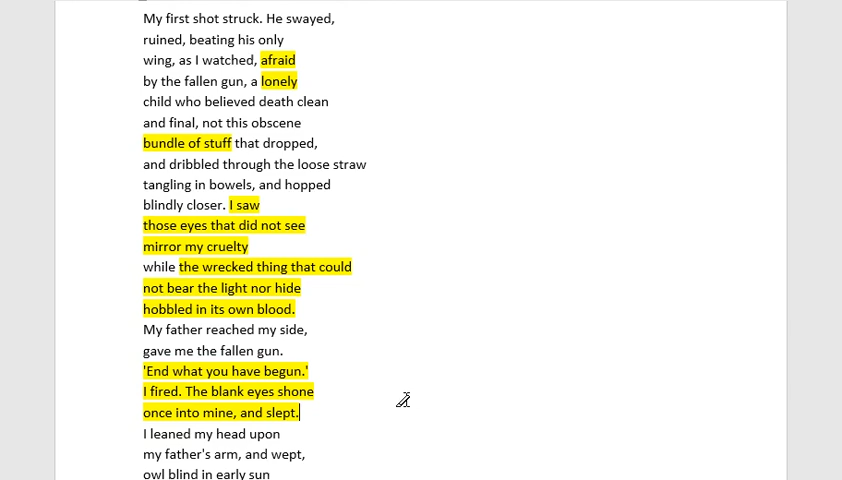 My first shot struck. He swayed,
ruined, beating his only
wing, as I watched, afraid
by the fallen gun, a lonely
child who believed death clean
and final, not this obscene
bundle of stuff that dropped,
and dribbled through the loose straw
tangling in bowels, and hopped
blindly closer. I saw
those eyes that did not see
mirror my cruelty
while the wrecked thing that could
not bear the light nor hide
hobbled in its own blood.
My father reached my side,
gave me the fallen gun.
'End what you have begun.'
I fired. The blank eyes shone
once into mine, and slept.
I leaned my head upon
my father's arm, and wept,
owl blind in early sun